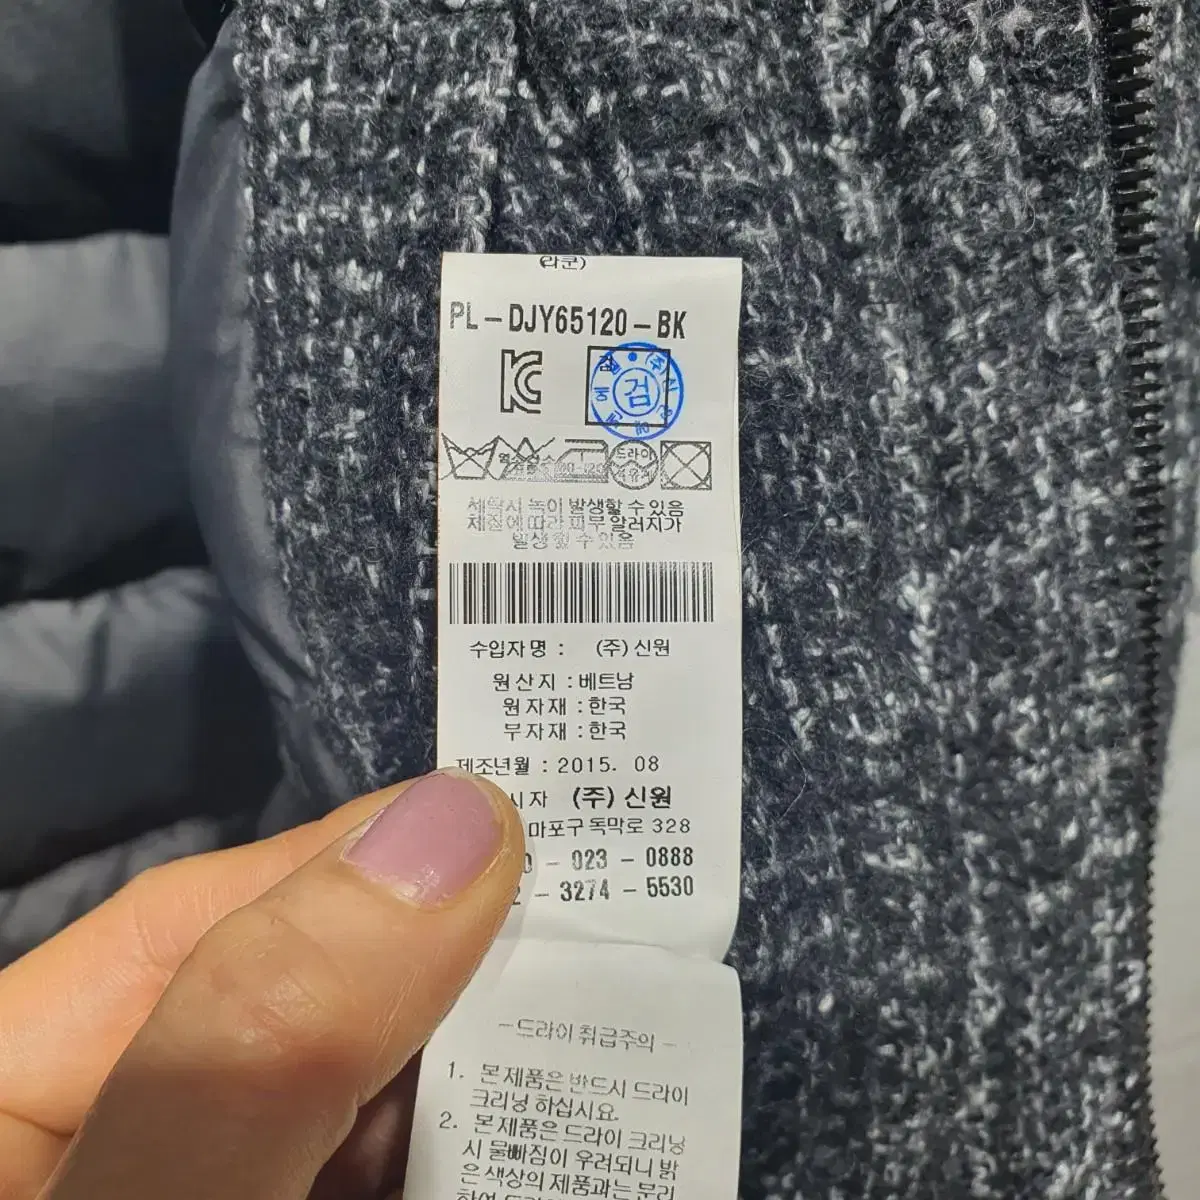 (라쿤)
PL-DJY65120-BK
검
드라이
세탁시 녹이 발생할 수 있음
체질에 따라 피부 알러지가
발생할 수 있음
수입자명 : (주)신원
원산지 : 베트남
원자재 : 한국
부자재 : 한국
제조년월 : 2015. 08
시자 (주)신원
마포구 독막로 328
0 - 023 - 0888
2 - 3274 - 5530
-드라이 취급주의-
1. 본 제품은 반드시 드라이
크리닝 하십시요.
2. 본 제품은 드라이 크리닝
시 물빠짐이 우려되니 밝
은 색상의 제품과는 분리